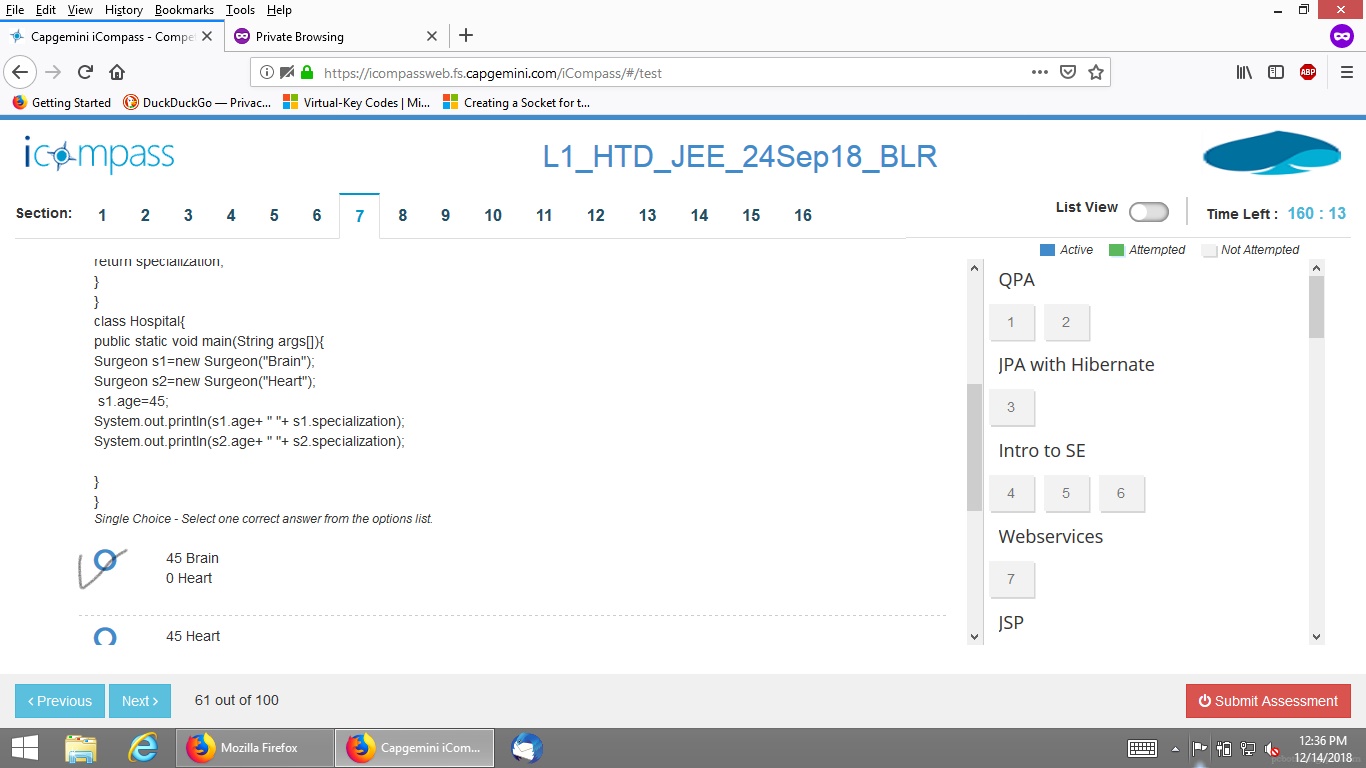 File Edit View History Bookmarks Tools Help
Capgemini iCompass - Compe
Private Browsing
https://icompassweb.fs.capgemini.com/iCompass/#/test
ABP
Getting Started
DuckDuckGo — Privac...
Virtual-Key Codes | Mi...
Creating a Socket for t...
icompass
L1_HTD_JEE_24Sep18_BLR
Section: 1 2 3 4 5 6 7 8 9 10 11 12 13 14 15 16
List View
Time Left : 160 : 13
Active Attempted Not Attempted
return specialization;
}
}
class Hospital{
public static void main(String args[]){
Surgeon s1=new Surgeon("Brain");
Surgeon s2=new Surgeon("Heart");
s1.age=45;
System.out.println(s1.age+ " "+ s1.specialization);
System.out.println(s2.age+ " "+ s2.specialization);
}
}
Single Choice - Select one correct answer from the options list.
45 Brain
0 Heart
45 Heart
QPA
1 2
JPA with Hibernate
3
Intro to SE
4 5 6
Webservices
7
JSP
‹ Previous
Next ›
61 out of 100
Submit Assessment
Mozilla Firefox
Capgemini iCom...
12:36 PM
12/14/2018